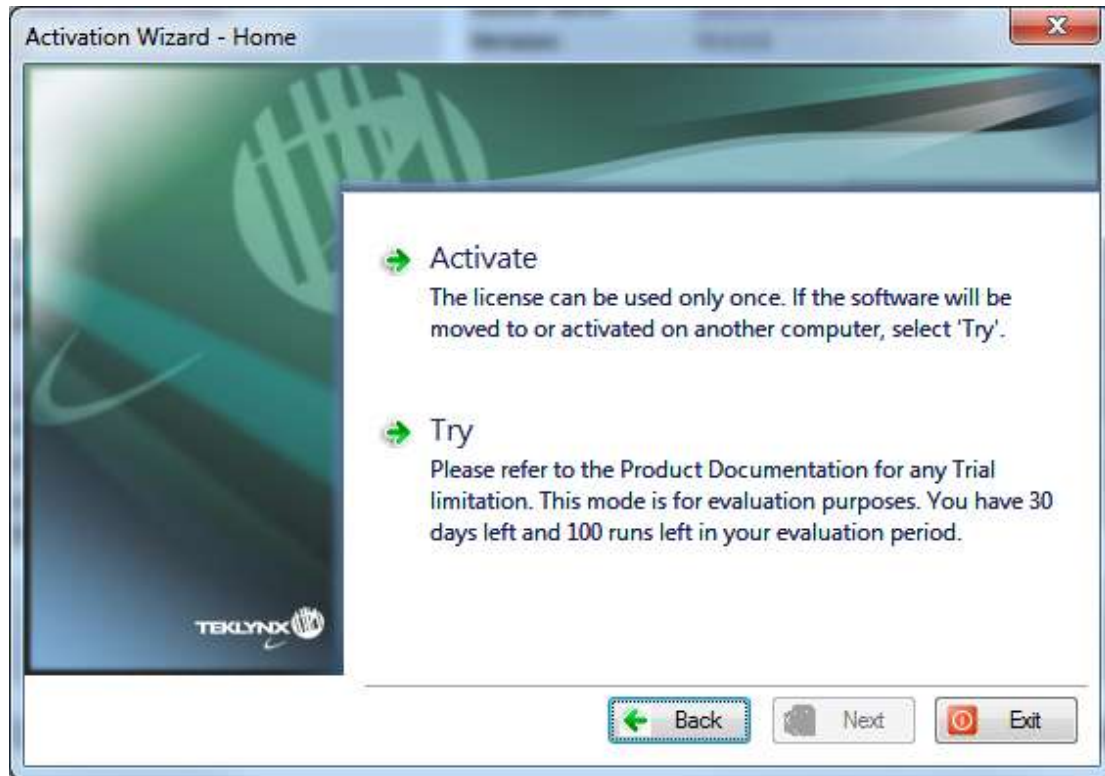 Activation Wizard - Home
Activate
The license can be used only once. If the software will be
moved to or activated on another computer, select 'Try'.
Try
Please refer to the Product Documentation for any Trial
limitation. This mode is for evaluation purposes. You have 30
days left and 100 runs left in your evaluation period.
TEKLYNX
Back
Next
Exit